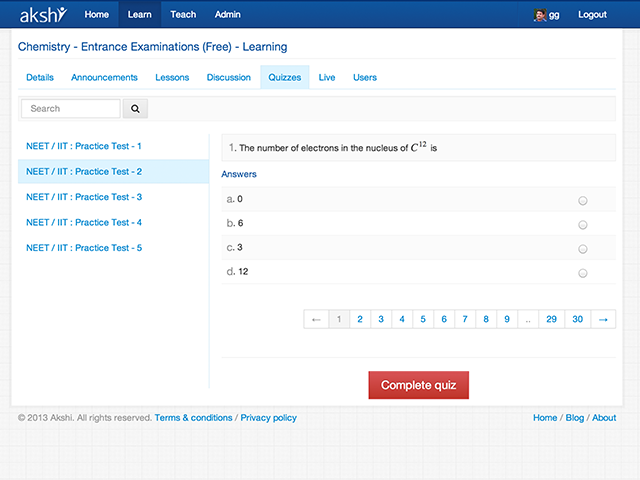 akshi Home Learn Teach Admin gg Logout
Chemistry - Entrance Examinations (Free) - Learning
Details Announcements Lessons Discussion Quizzes Live Users
Search
NEET / IIT : Practice Test - 1
NEET / IIT : Practice Test - 2
NEET / IIT : Practice Test - 3
NEET / IIT : Practice Test - 4
NEET / IIT : Practice Test - 5
1. The number of electrons in the nucleus of C¹² is
Answers
a. 0
b. 6
c. 3
d. 12
← 1 2 3 4 5 6 7 8 9 .. 29 30 →
Complete quiz
© 2013 Akshi. All rights reserved. Terms & conditions / Privacy policy Home / Blog / About